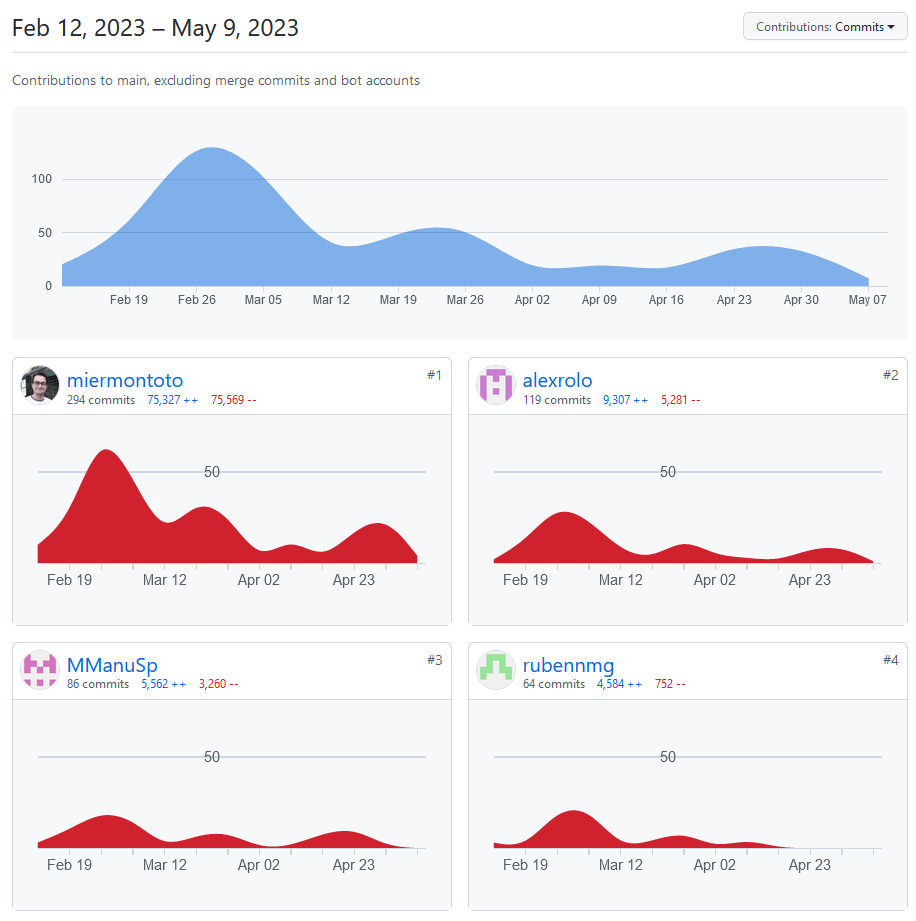 Feb 12, 2023 – May 9, 2023
Contributions: Commits
Contributions to main, excluding merge commits and bot accounts
100
50
0
Feb 19 Feb 26 Mar 05 Mar 12 Mar 19 Mar 26 Apr 02 Apr 09 Apr 16 Apr 23 Apr 30 May 07
miermontoto #1
294 commits 75,327 ++ 75,569 --
50
Feb 19 Mar 12 Apr 02 Apr 23
alexrolo #2
119 commits 9,307 ++ 5,281 --
50
Feb 19 Mar 12 Apr 02 Apr 23
MManuSp #3
86 commits 5,562 ++ 3,260 --
50
Feb 19 Mar 12 Apr 02 Apr 23
rubennmg #4
64 commits 4,584 ++ 752 --
50
Feb 19 Mar 12 Apr 02 Apr 23